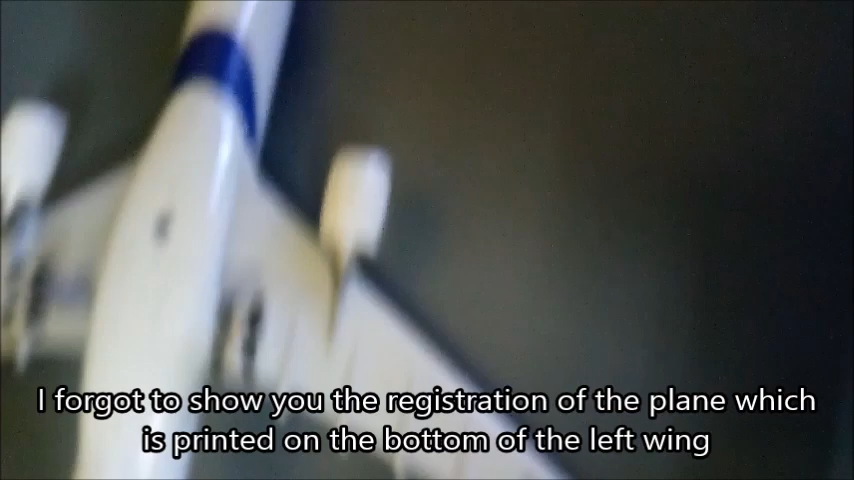 I forgot to show you the registration of the plane which
is printed on the bottom of the left wing